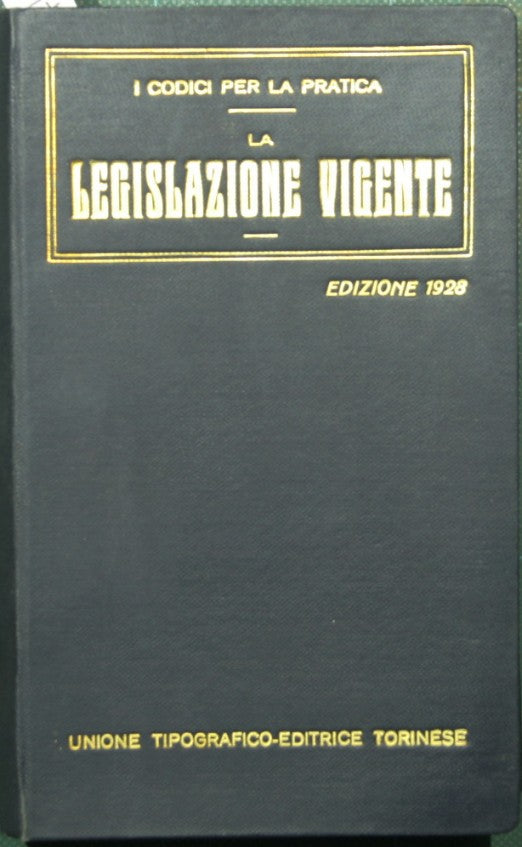 I CODICI PER LA PRATICA
LA
LEGISLAZIONE VIGENTE
EDIZIONE 1928
UNIONE TIPOGRAFICO-EDITRICE TORINESE